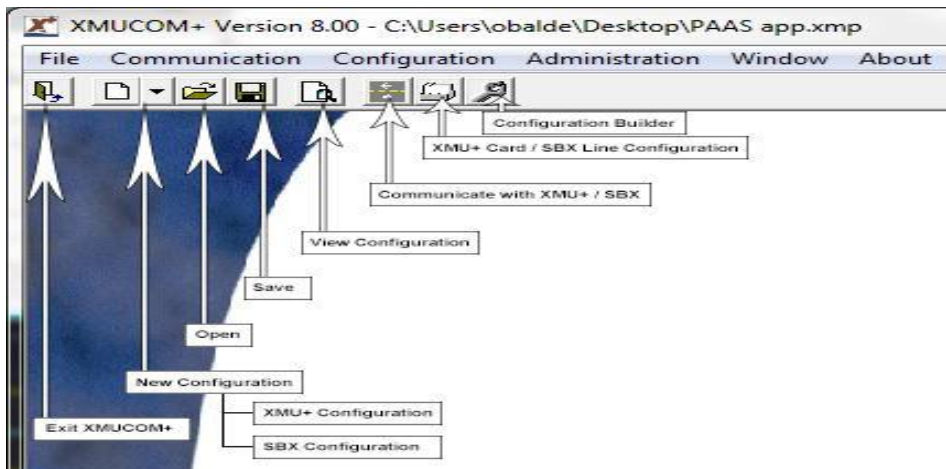 XMUCOM+ Version 8.00 - C:\Users\obalde\Desktop\PAAS app.xmp
File Communication Configuration Administration Window About
Configuration Builder
XMU+ Card / SBX Line Configuration
Communicate with XMU+ / SBX
View Configuration
Save
Open
New Configuration
XMU+ Configuration
Exit XMUCOM+
SBX Configuration